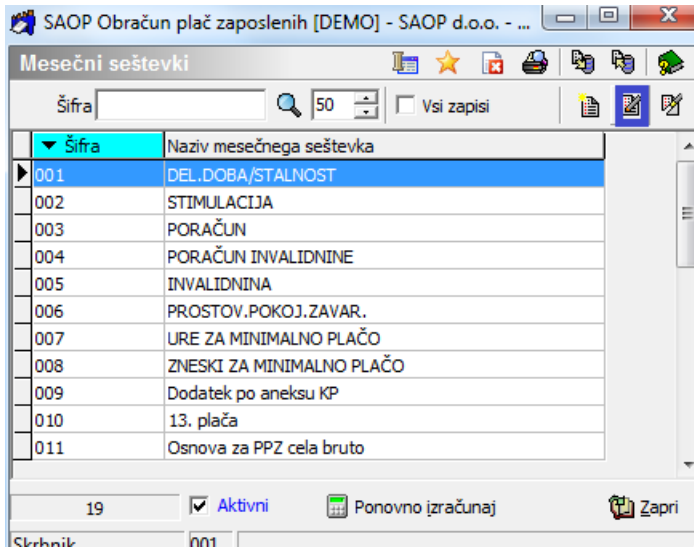 SAOP Obračun plač zaposlenih [DEMO] - SAOP d.o.o. - ...
Mesečni seštevki
Šifra 50 Vsi zapisi
Šifra Naziv mesečnega seštevka
001 DEL.DOBA/STALNOST
002 STIMULACIJA
003 PORAČUN
004 PORAČUN INVALIDNINE
005 INVALIDNINA
006 PROSTOV.POKOJ.ZAVAR.
007 URE ZA MINIMALNO PLAČO
008 ZNESKI ZA MINIMALNO PLAČO
009 Dodatek po aneksu KP
010 13. plača
011 Osnova za PPZ cela bruto
19 Aktivni Ponovno izračunaj Zapri
Skrbnik 001